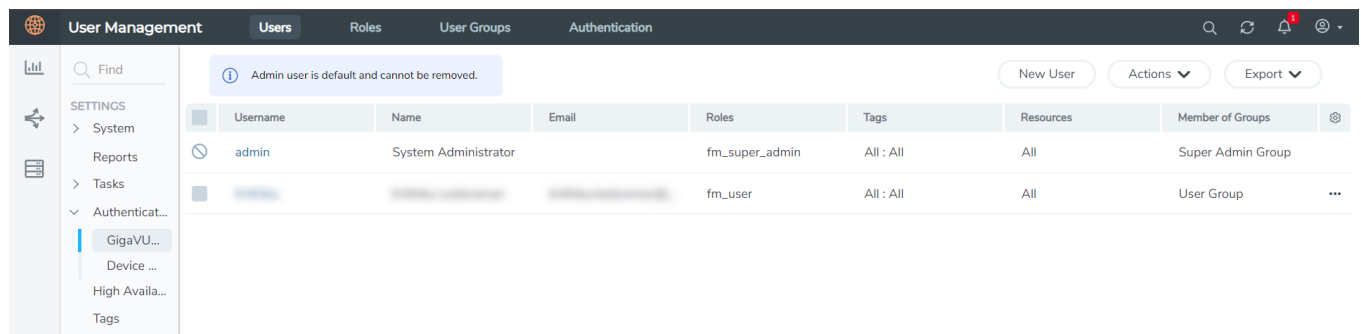 User Management Users Roles User Groups Authentication 1
Find
Admin user is default and cannot be removed. New User Actions Export
SETTINGS
System
Reports
Tasks
Authenticat...
GigaVU...
Device ...
High Availa...
Tags
Username Name Email Roles Tags Resources Member of Groups
admin System Administrator fm_super_admin All : All All Super Admin Group
fm_user All : All All User Group ...